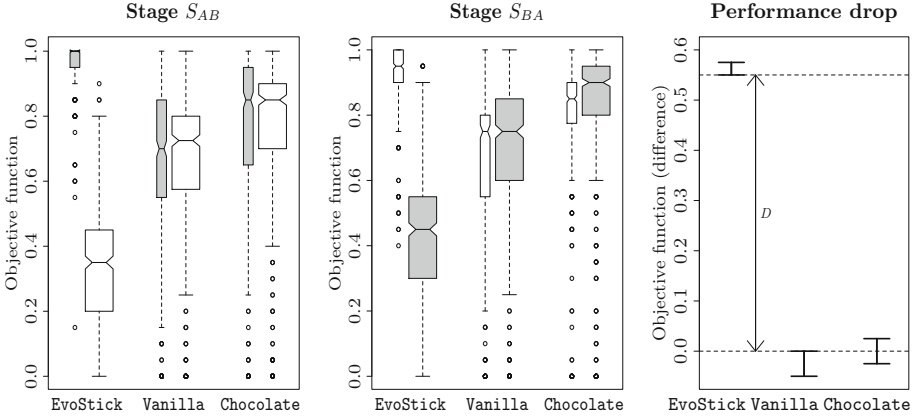 Stage S_AB
Stage S_BA
Performance drop
Objective function
0.0 0.2 0.4 0.6 0.8 1.0
EvoStick Vanilla Chocolate
Objective function
0.0 0.2 0.4 0.6 0.8 1.0
EvoStick Vanilla Chocolate
Objective function (difference)
0.0 0.1 0.2 0.3 0.4 0.5 0.6
D
EvoStick Vanilla Chocolate